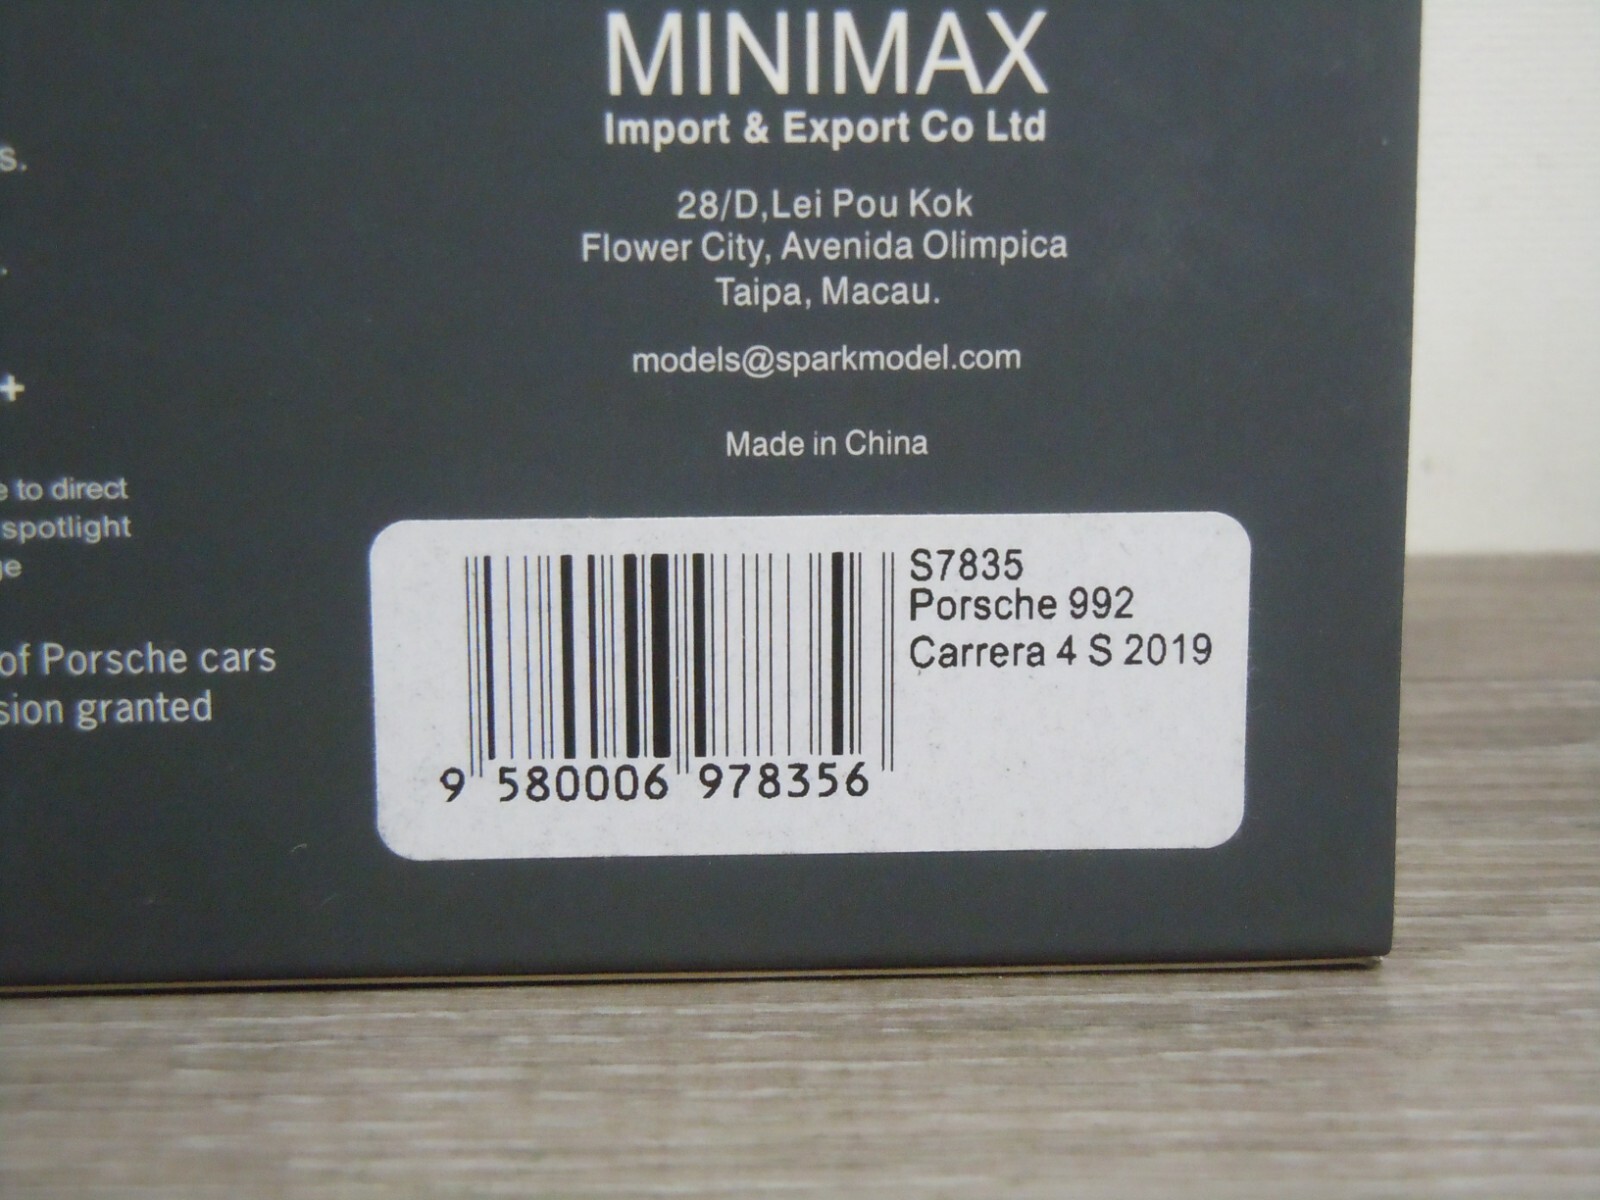 MINIMAX
Import & Export Co Ltd
28/D,Lei Pou Kok
Flower City, Avenida Olimpica
Taipa, Macau.
models@sparkmodel.com
Made in China
s.
.
+
e to direct
spotlight
ge
of Porsche cars
sion granted
S7835
Porsche 992
Carrera 4 S 2019
9 580006 978356